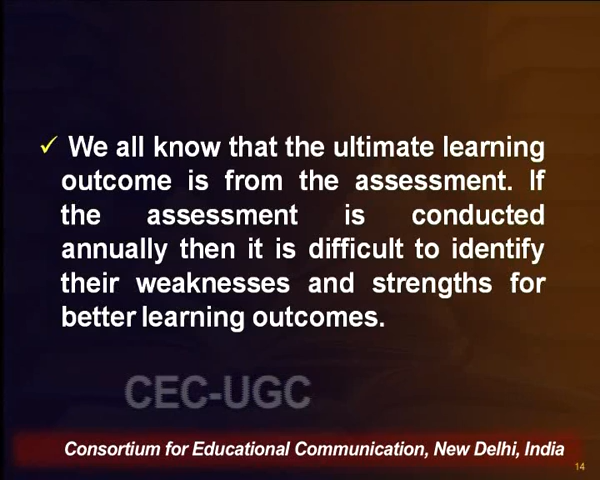 ✓ We all know that the ultimate learning
outcome is from the assessment. If
the assessment is conducted
annually then it is difficult to identify
their weaknesses and strengths for
better learning outcomes.
CEC-UGC
Consortium for Educational Communication, New Delhi, India
14